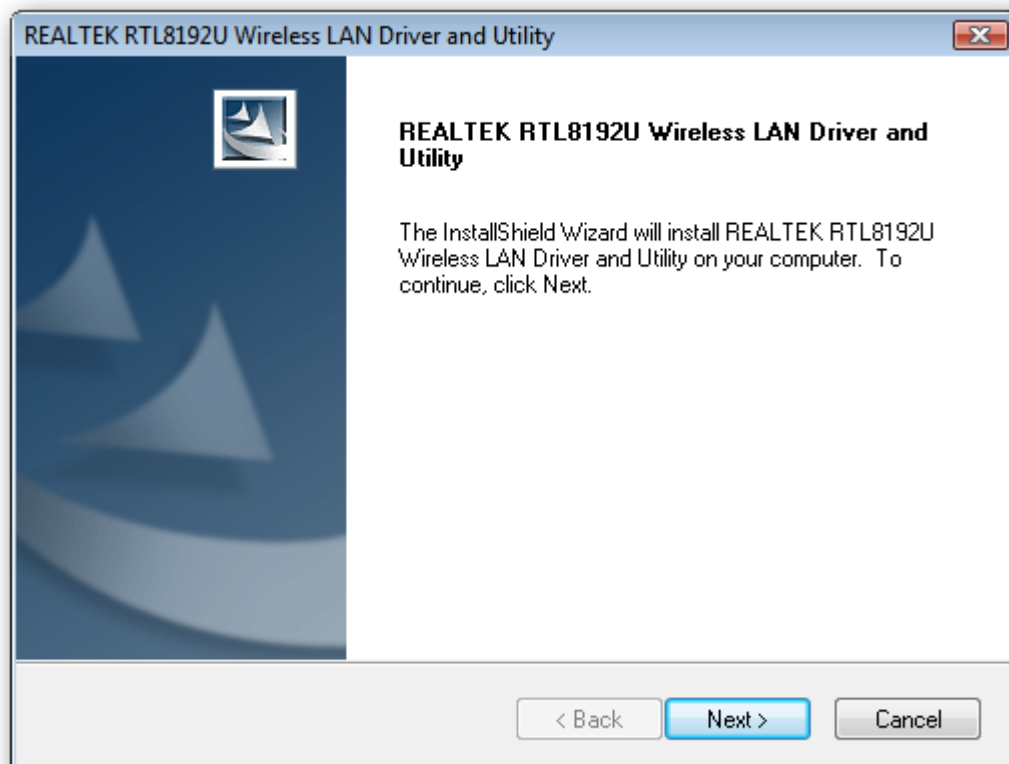 REALTEK RTL8192U Wireless LAN Driver and Utility
REALTEK RTL8192U Wireless LAN Driver and
Utility
The InstallShield Wizard will install REALTEK RTL8192U
Wireless LAN Driver and Utility on your computer.  To
continue, click Next.
< Back
Next >
Cancel